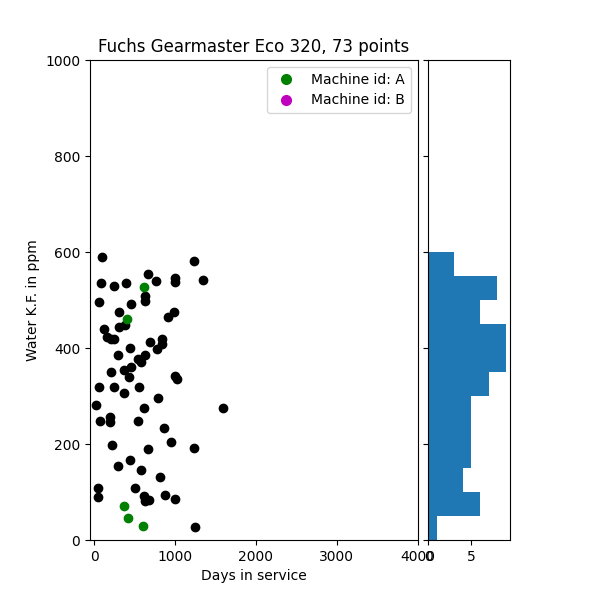 Fuchs Gearmaster Eco 320, 73 points
Machine id: A
Machine id: B
1000
800
600
400
200
0
Water K.F. in ppm
0 1000 2000 3000 4000 0 5
Days in service